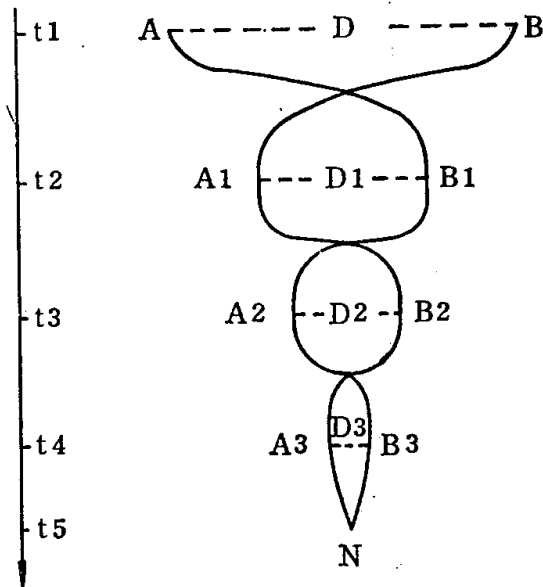 t1 A D B
t2 A1 D1 B1
t3 A2 D2 B2
t4 A3 D3 B3
t5
N